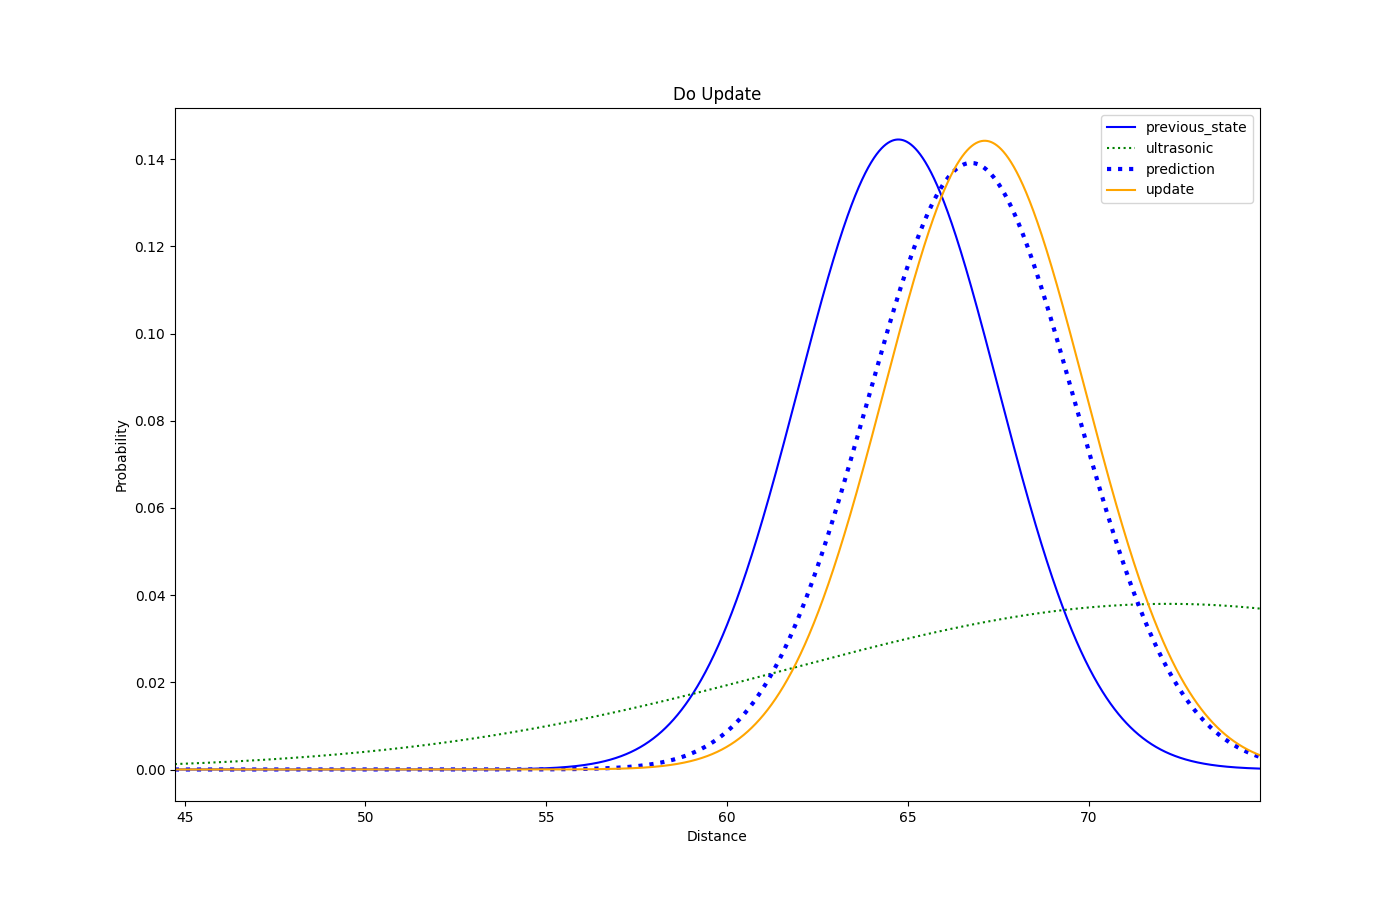 Do Update
previous_state
ultrasonic
prediction
update
Probability
0.14
0.12
0.10
0.08
0.06
0.04
0.02
0.00
45 50 55 60 65 70
Distance